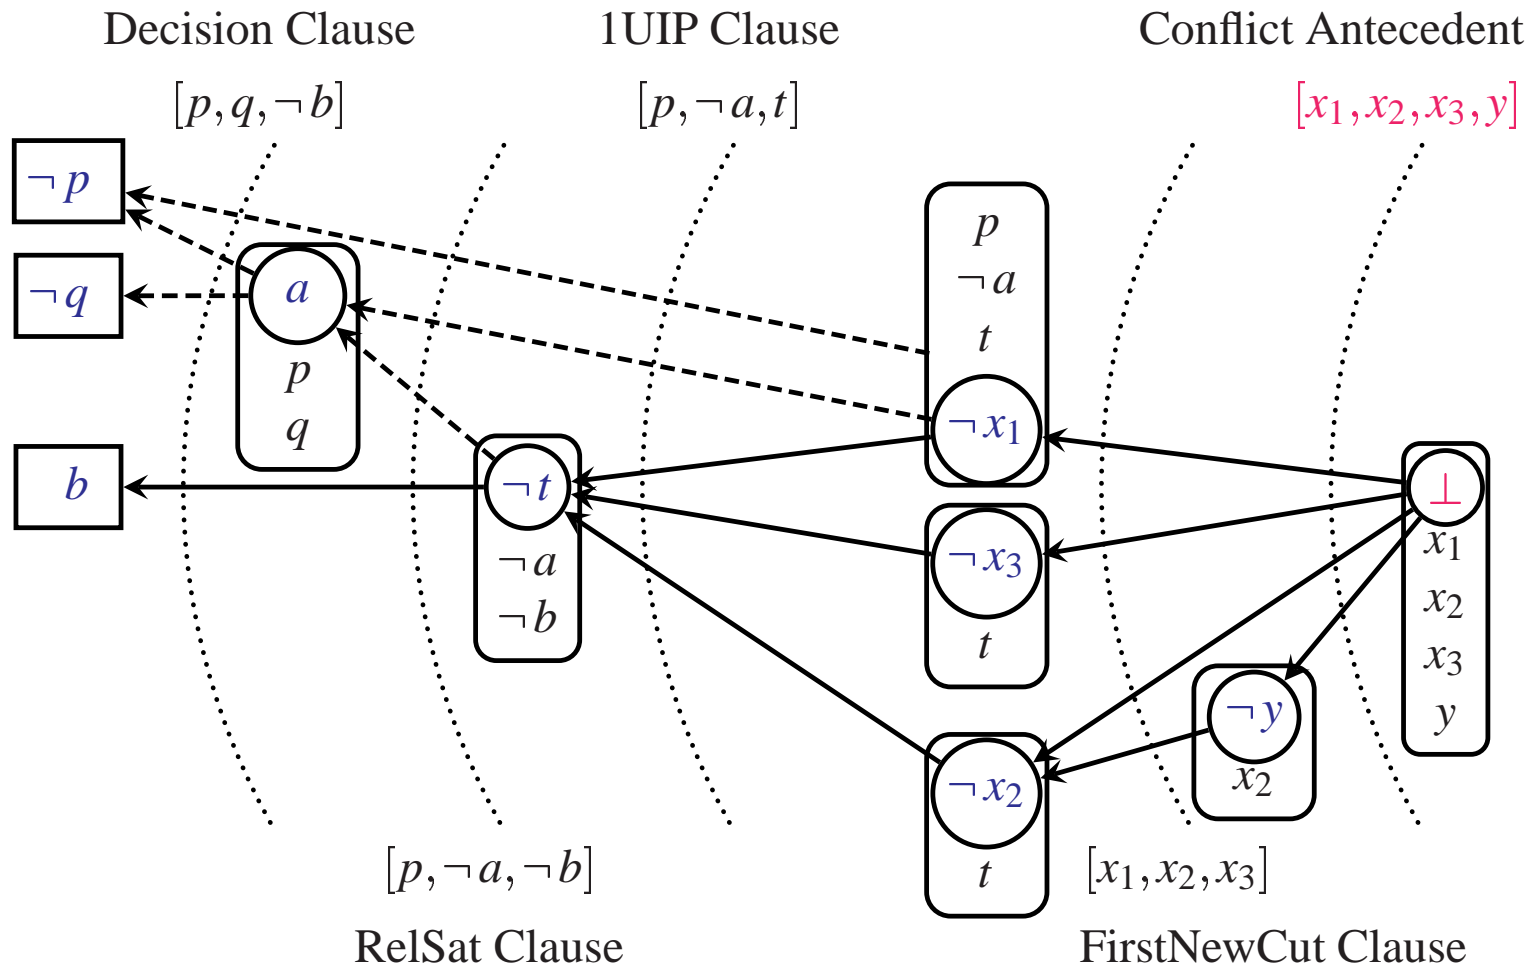 Decision Clause
1UIP Clause
Conflict Antecedent
[p, q, ¬ b]
[p, ¬ a, t]
[x₁, x₂, x₃, y]
¬ p
¬ q
b
a
p
q
¬ t
¬ a
¬ b
p
¬ a
t
¬ x₁
¬ x₃
t
¬ x₂
t
¬ y
x₂
⊥
x₁
x₂
x₃
y
[p, ¬ a, ¬ b]
[x₁, x₂, x₃]
RelSat Clause
FirstNewCut Clause